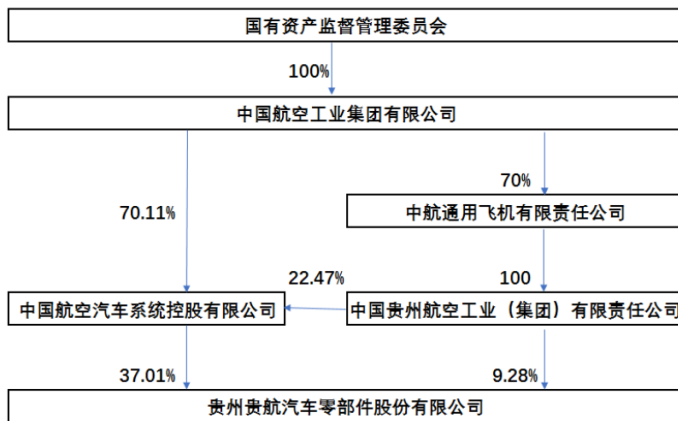 国有资产监督管理委员会
100%
中国航空工业集团有限公司
70%
70.11%
中航通用飞机有限责任公司
22.47%
100
中国航空汽车系统控股有限公司
中国贵州航空工业（集团）有限责任公司
37.01%
9.28%
贵州贵航汽车零部件股份有限公司